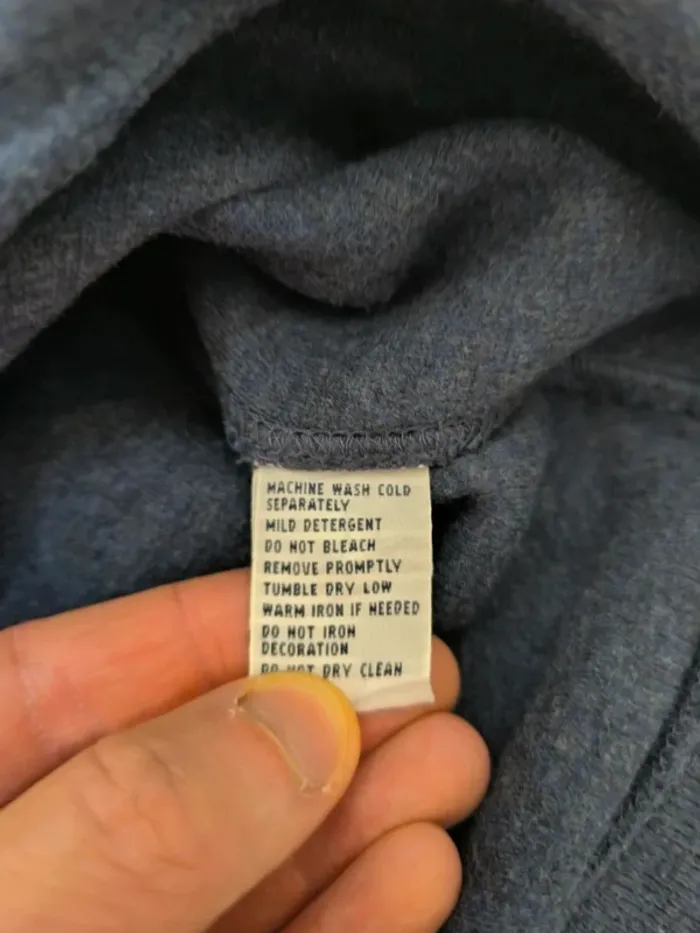 MACHINE WASH COLD
SEPARATELY
MILD DETERGENT
DO NOT BLEACH
REMOVE PROMPTLY
TUMBLE DRY LOW
WARM IRON IF NEEDED
DO NOT IRON
DECORATION
DO NOT DRY CLEAN